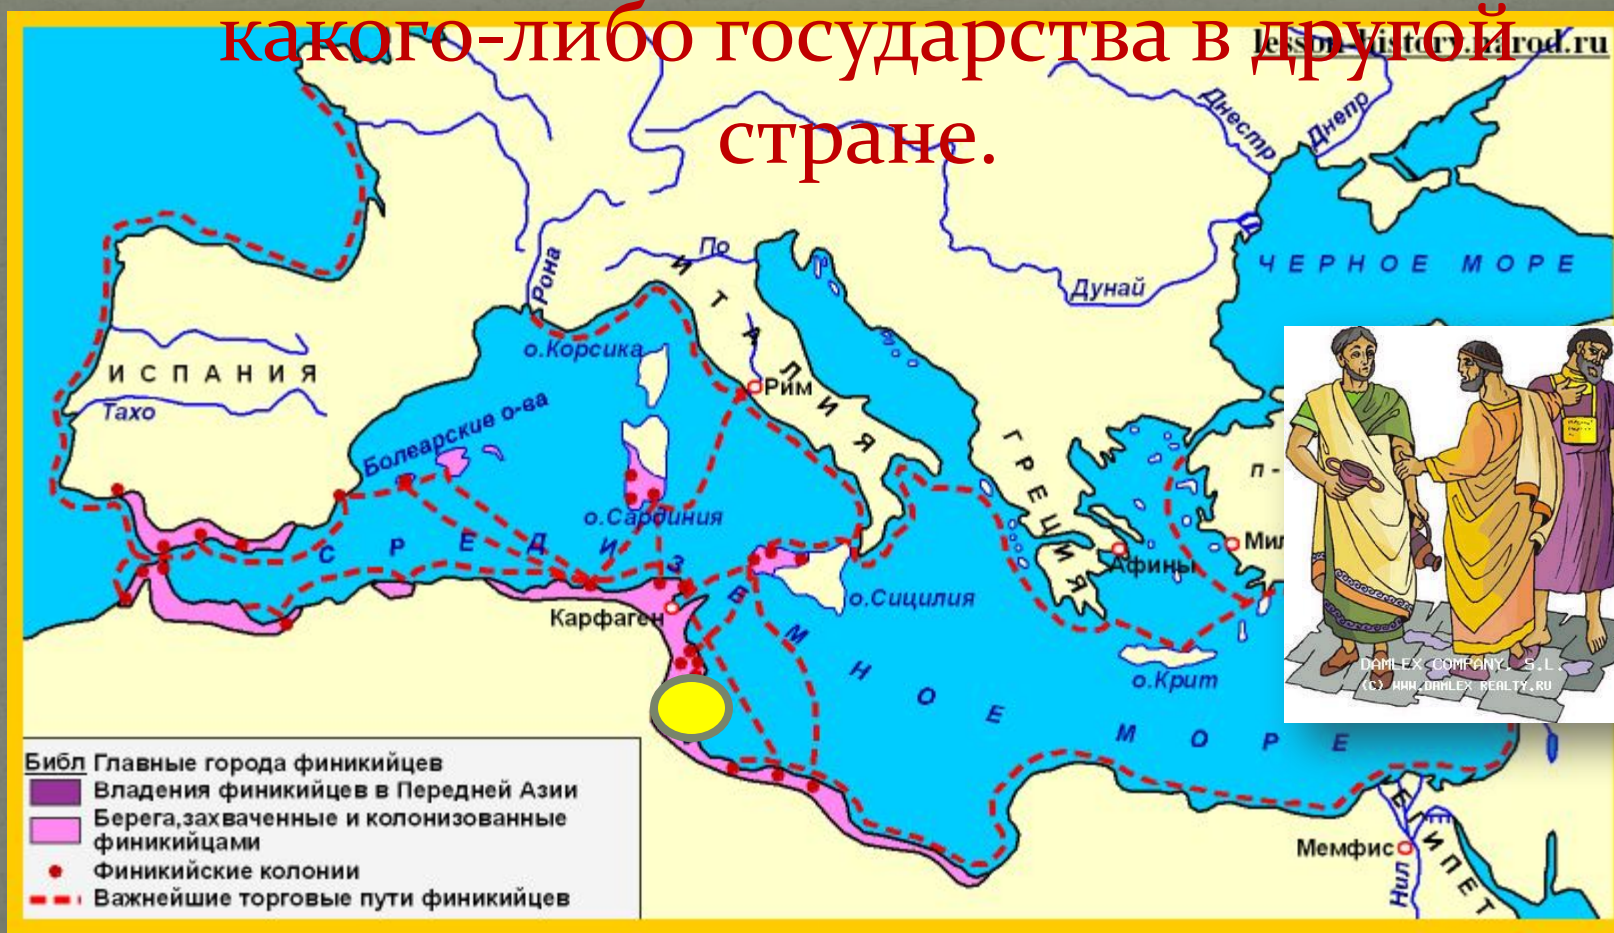 какого-либо государства в другой
стране.
lesson-history.narod.ru
Днестр
Днепр
Рона
По
ИТАЛИЯ
Дунай
ЧЕРНОЕ МОРЕ
о.Корсика
ИСПАНИЯ
Тахо
Болеарские о-ва
Рим
ГРЕЦИЯ
П -
о.Сардиния
СРЕДИЗЕМНОЕ МОРЕ
Афины
Мил
Карфаген
о.Сицилия
о.Крит
DAMLEX COMPANY, S.L.
(C) WWW.DAMLEX REALTY.RU
Библ Главные города финикийцев
Владения финикийцев в Передней Азии
Берега,захваченные и колонизованные
финикийцами
Финикийские колонии
Важнейшие торговые пути финикийцев
ЕГИПЕТ
Мемфис
Нил